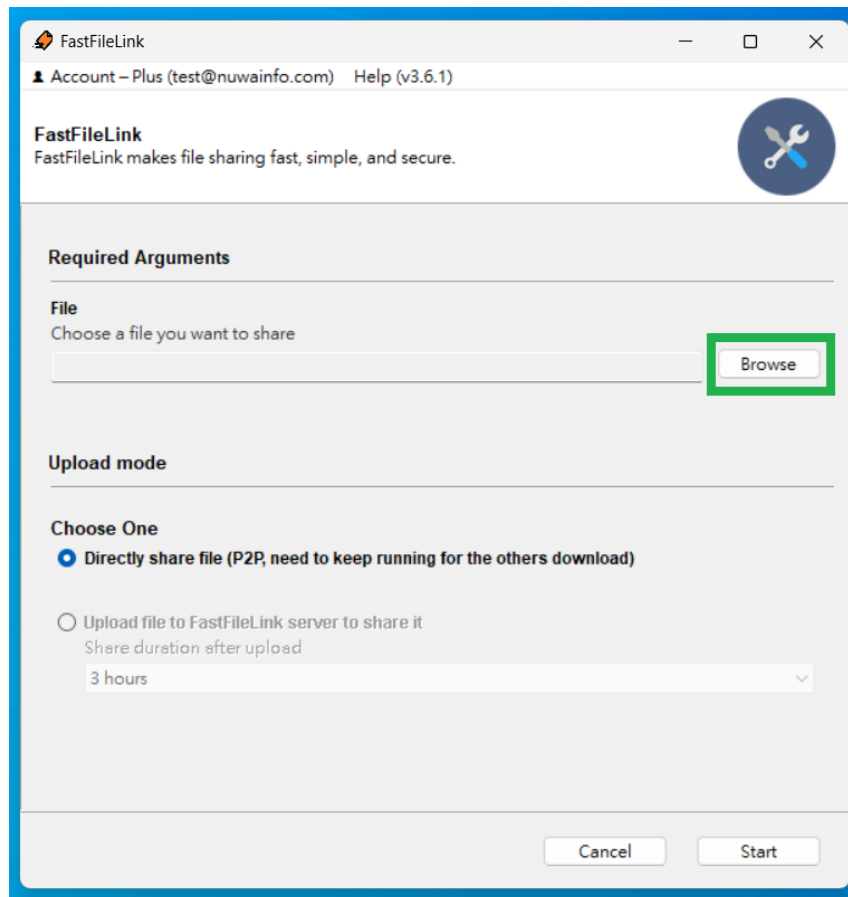 FastFileLink
Account – Plus (test@nuwainfo.com) Help (v3.6.1)
FastFileLink
FastFileLink makes file sharing fast, simple, and secure.
Required Arguments
File
Choose a file you want to share
Browse
Upload mode
Choose One
Directly share file (P2P, need to keep running for the others download)
Upload file to FastFileLink server to share it
Share duration after upload
3 hours
Cancel Start